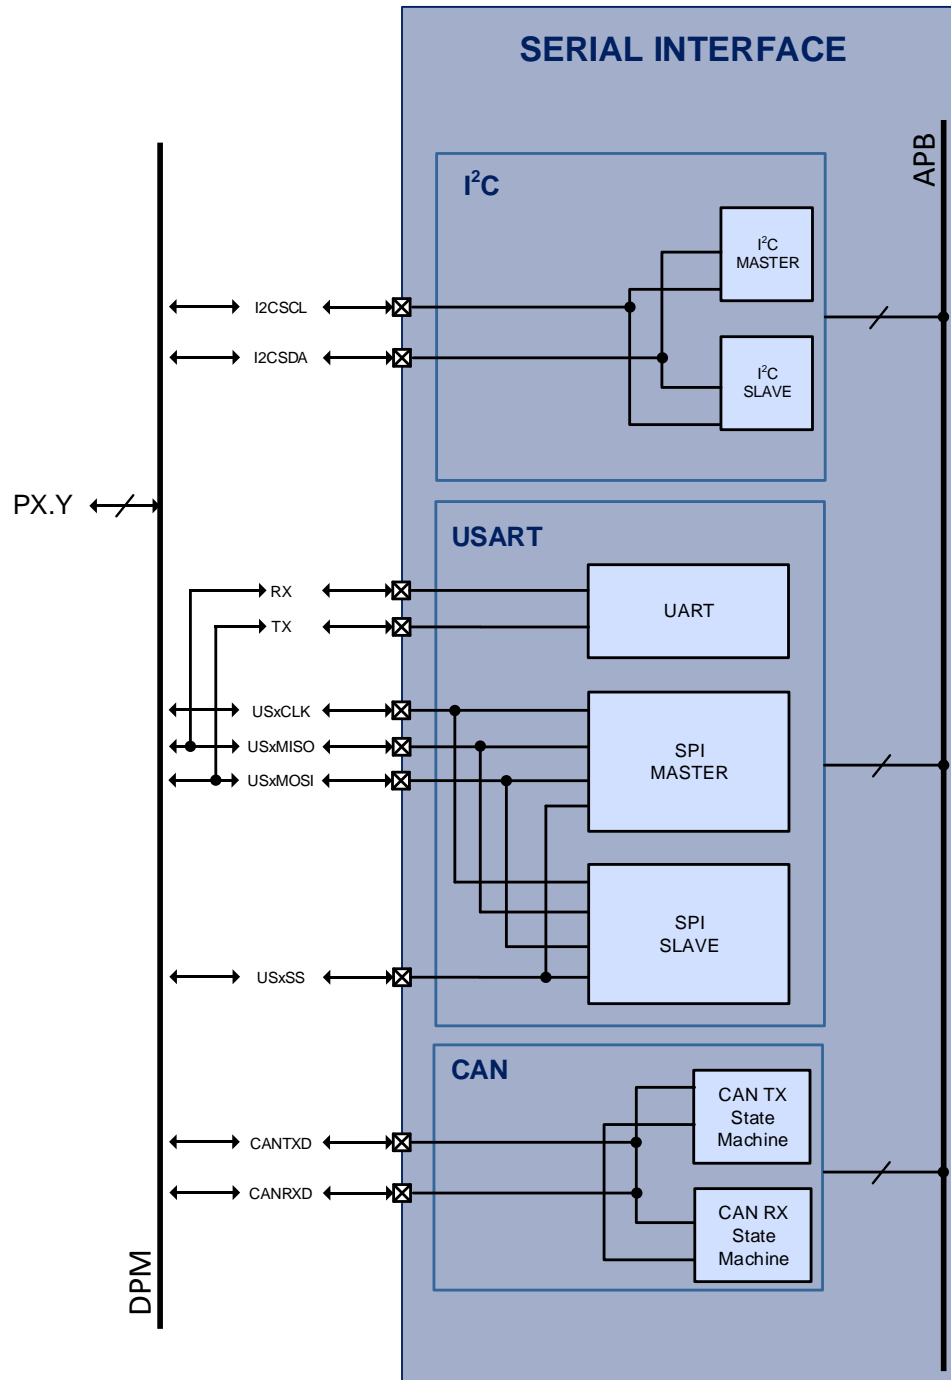 SERIAL INTERFACE
APB
I²C
I²C
MASTER
I2CSCL
I2CSDA
I²C
SLAVE
PX.Y
USART
RX
TX
UART
USxCLK
USxMISO
USxMOSI
SPI
MASTER
SPI
SLAVE
USxSS
CAN
CAN TX
State
Machine
CANTXD
CANRXD
CAN RX
State
Machine
DPM